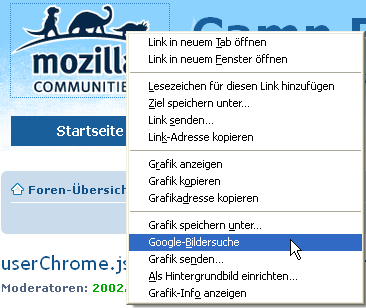 mozilla
COMMUNITIES
Camp
Startseite
Foren-Übersich
userChrome.js
Moderatoren: 2002
Link in neuem Tab öffnen
Link in neuem Fenster öffnen
Lesezeichen für diesen Link hinzufügen
Ziel speichern unter...
Link senden...
Link-Adresse kopieren
Grafik anzeigen
Grafik kopieren
Grafikadresse kopieren
Grafik speichern unter...
Google-Bildersuche
Grafik senden...
Als Hintergrundbild einrichten...
Grafik-Info anzeigen